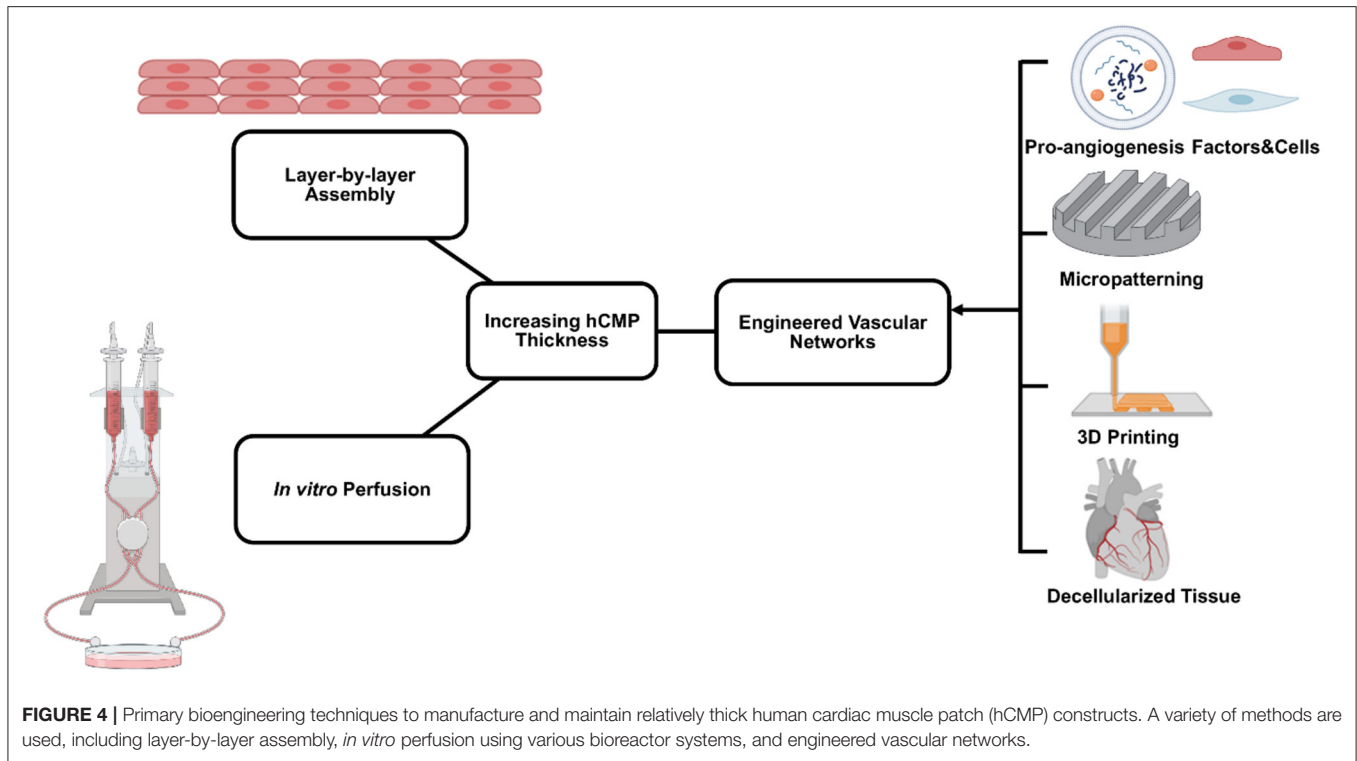 Layer-by-layer
Assembly
In vitro Perfusion
Increasing hCMP
Thickness
Engineered Vascular
Networks
Pro-angiogenesis Factors&Cells
Micropatterning
3D Printing
Decellularized Tissue
FIGURE 4 | Primary bioengineering techniques to manufacture and maintain relatively thick human cardiac muscle patch (hCMP) constructs. A variety of methods are
used, including layer-by-layer assembly, in vitro perfusion using various bioreactor systems, and engineered vascular networks.